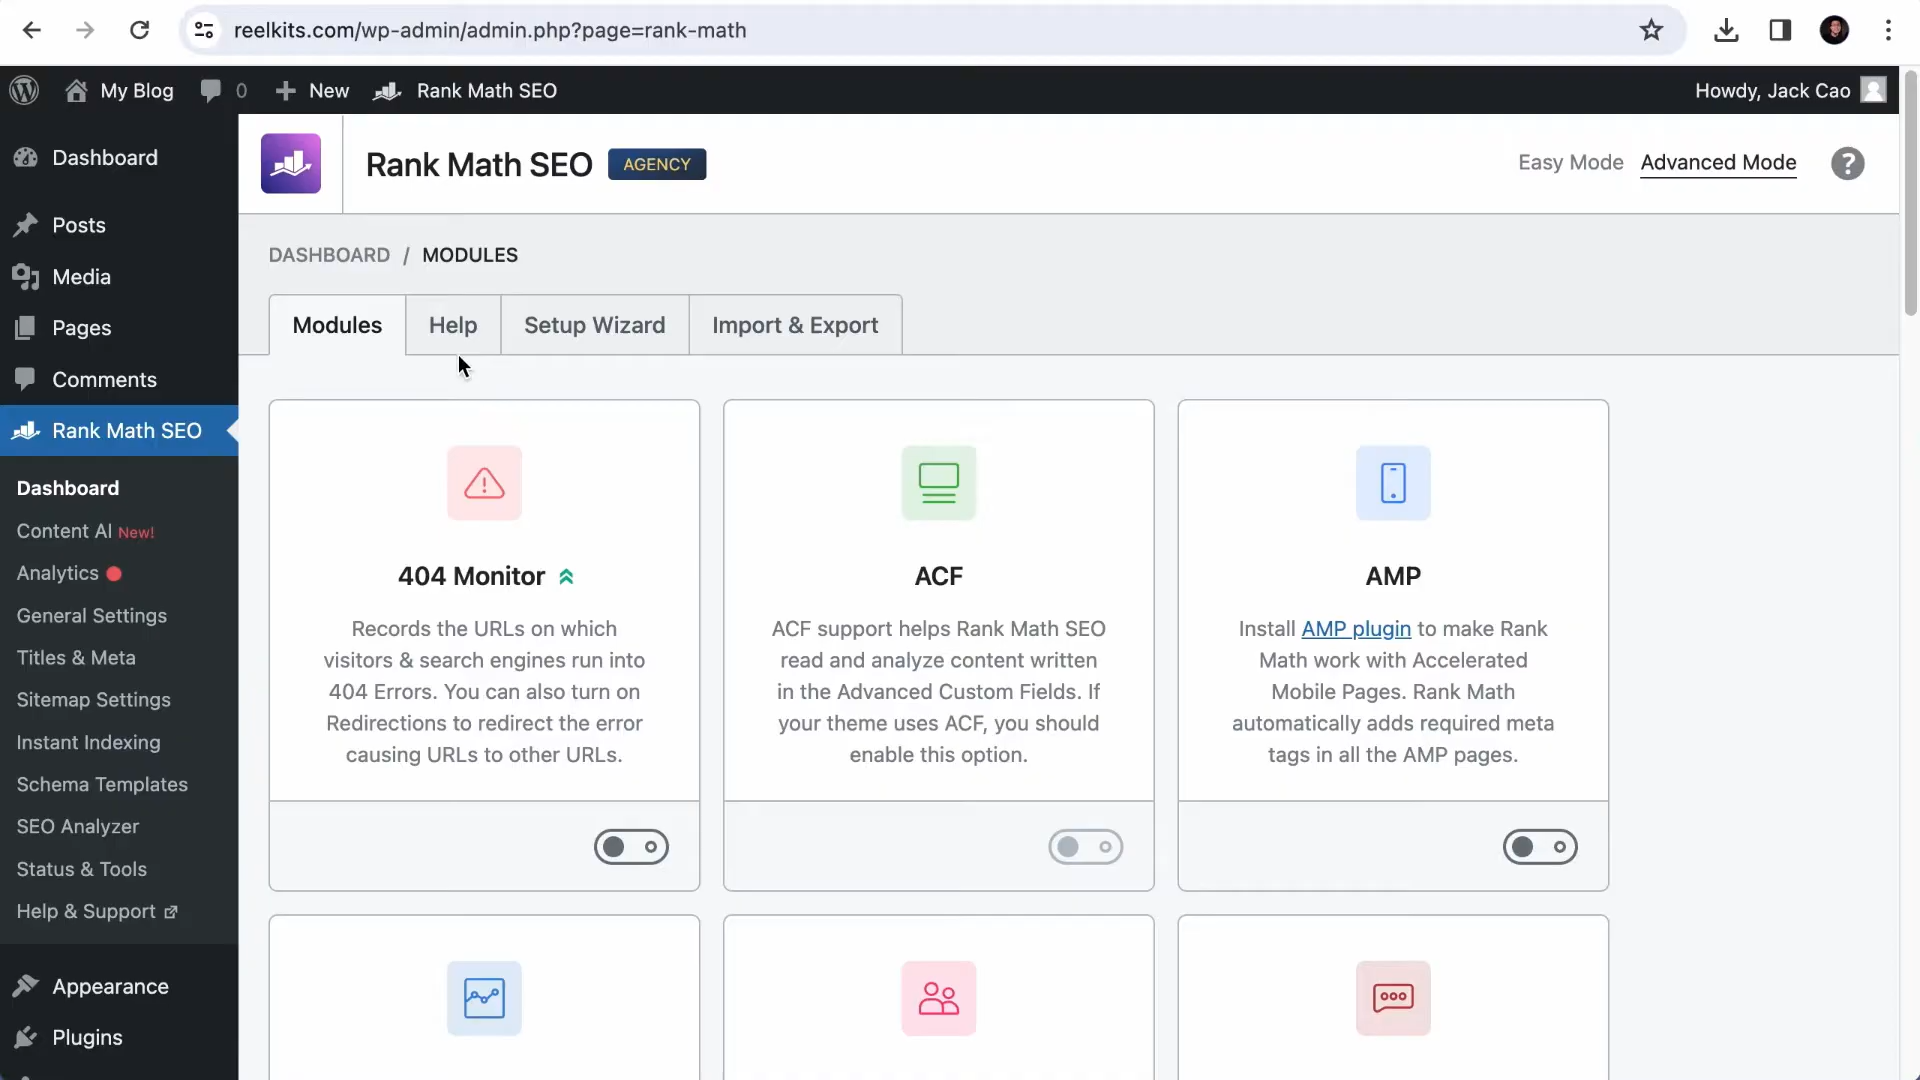 reelkits.com/wp-admin/admin.php?page=rank-math
My Blog
0
New
Rank Math SEO
Howdy, Jack Cao
Dashboard
Posts
Media
Pages
Comments
Rank Math SEO
Dashboard
Content AI New!
Analytics
General Settings
Titles & Meta
Sitemap Settings
Instant Indexing
Schema Templates
SEO Analyzer
Status & Tools
Help & Support
Appearance
Plugins
Rank Math SEO
AGENCY
Easy Mode
Advanced Mode
?
DASHBOARD / MODULES
Modules
Help
Setup Wizard
Import & Export
404 Monitor
Records the URLs on which
visitors & search engines run into
404 Errors. You can also turn on
Redirections to redirect the error
causing URLs to other URLs.
ACF
ACF support helps Rank Math SEO
read and analyze content written
in the Advanced Custom Fields. If
your theme uses ACF, you should
enable this option.
AMP
Install AMP plugin to make Rank
Math work with Accelerated
Mobile Pages. Rank Math
automatically adds required meta
tags in all the AMP pages.